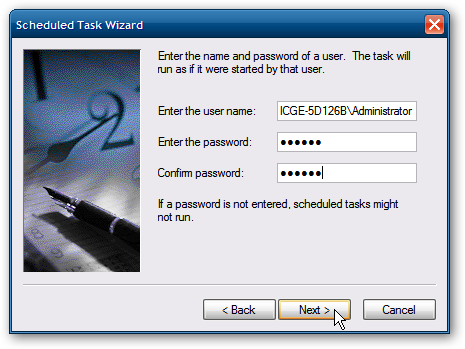 Scheduled Task Wizard
Enter the name and password of a user. The task will
run as if it were started by that user.
Enter the user name:
ICGE-5D126B\Administrator
Enter the password:
●●●●●●
Confirm password:
●●●●●●
If a password is not entered, scheduled tasks might
not run.
< Back
Next >
Cancel